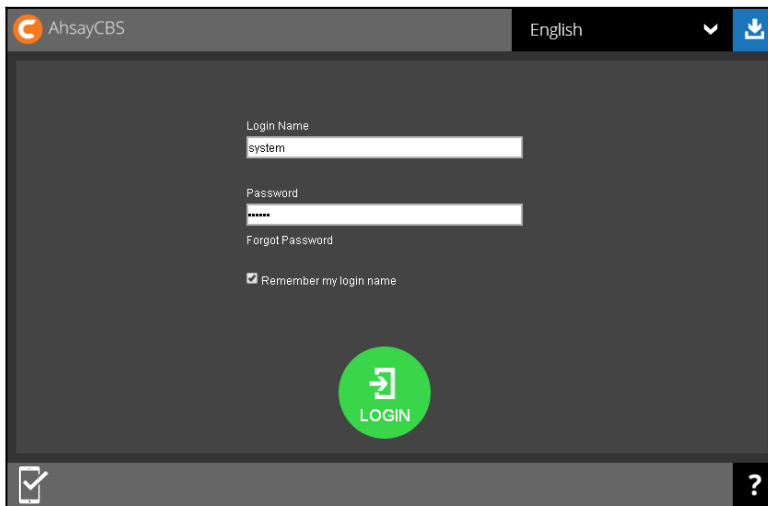 AhsayCBS
English
Login Name
system
Password
••••••
Forgot Password
Remember my login name
LOGIN
?